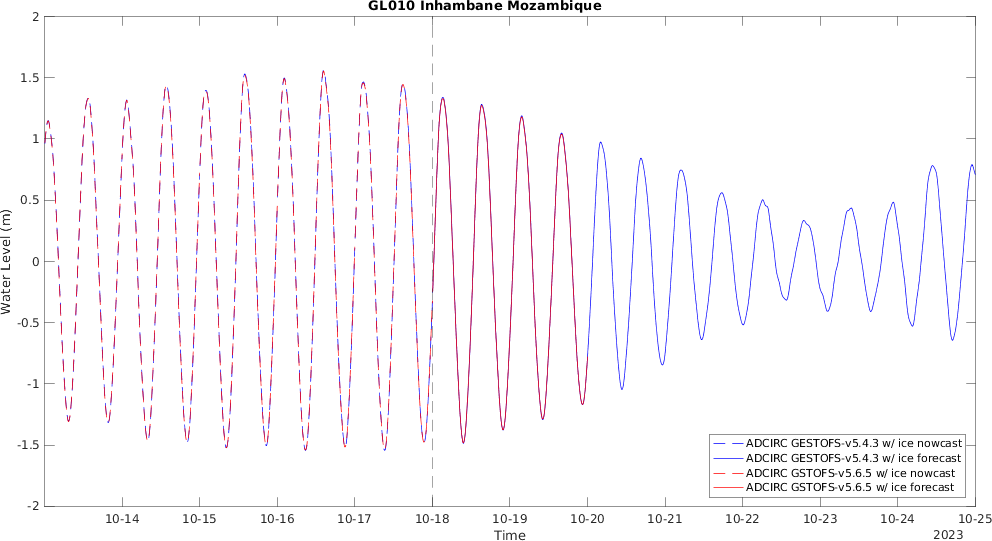 GL010 Inhambane Mozambique
2
1.5
1
0.5
0
-0.5
-1
-1.5
-2
Water Level (m)
ADCIRC GESTOFS-v5.4.3 w/ ice nowcast
ADCIRC GESTOFS-v5.4.3 w/ ice forecast
ADCIRC GSTOFS-v5.6.5 w/ ice nowcast
ADCIRC GSTOFS-v5.6.5 w/ ice forecast
10-14 10-15 10-16 10-17 10-18 10-19 10-20 10-21 10-22 10-23 10-24 10-25
Time
2023